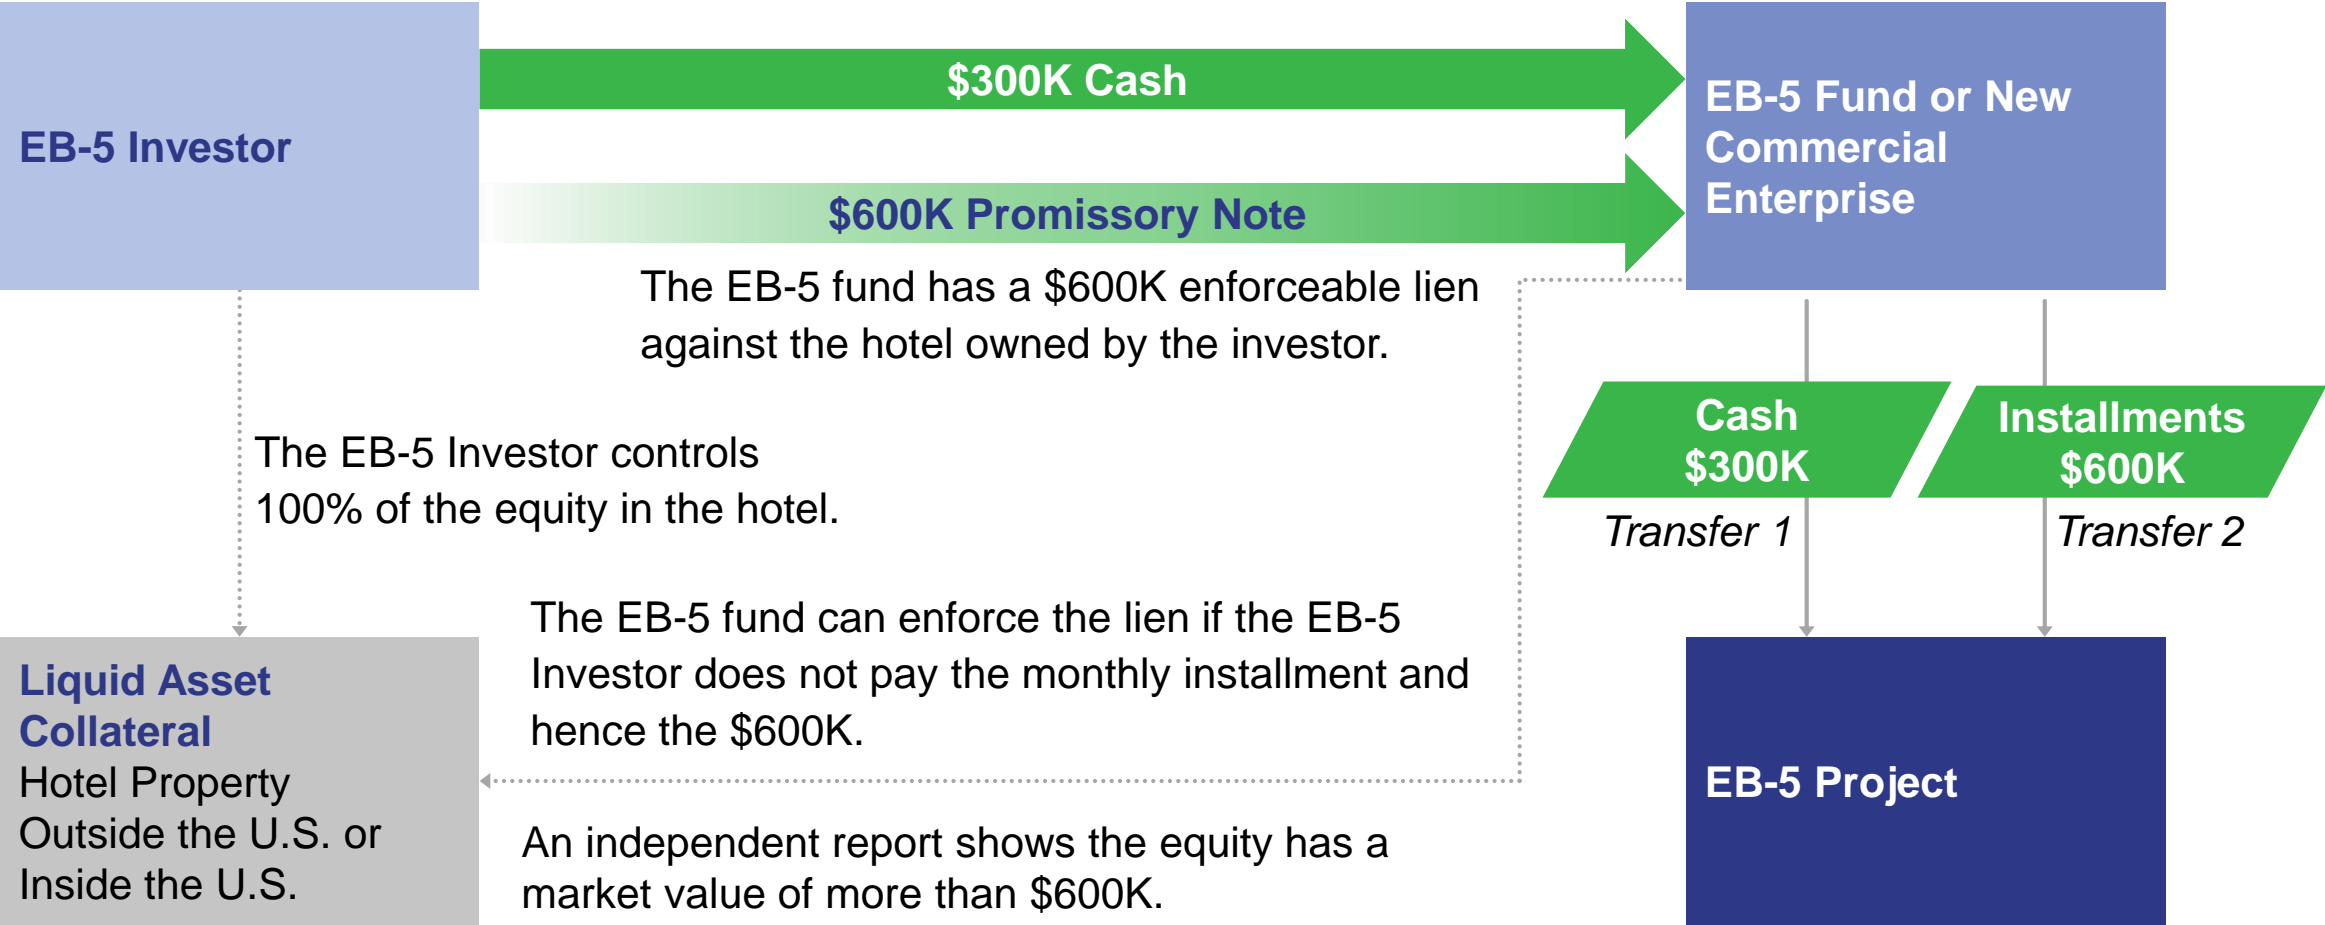 EB-5 Investor
$300K Cash
$600K Promissory Note
EB-5 Fund or New
Commercial
Enterprise
The EB-5 fund has a $600K enforceable lien
against the hotel owned by the investor.
The EB-5 Investor controls
100% of the equity in the hotel.
Cash
$300K
Transfer 1
Installments
$600K
Transfer 2
The EB-5 fund can enforce the lien if the EB-5
Investor does not pay the monthly installment and
hence the $600K.
Liquid Asset
Collateral
Hotel Property
Outside the U.S. or
Inside the U.S.
An independent report shows the equity has a
market value of more than $600K.
EB-5 Project